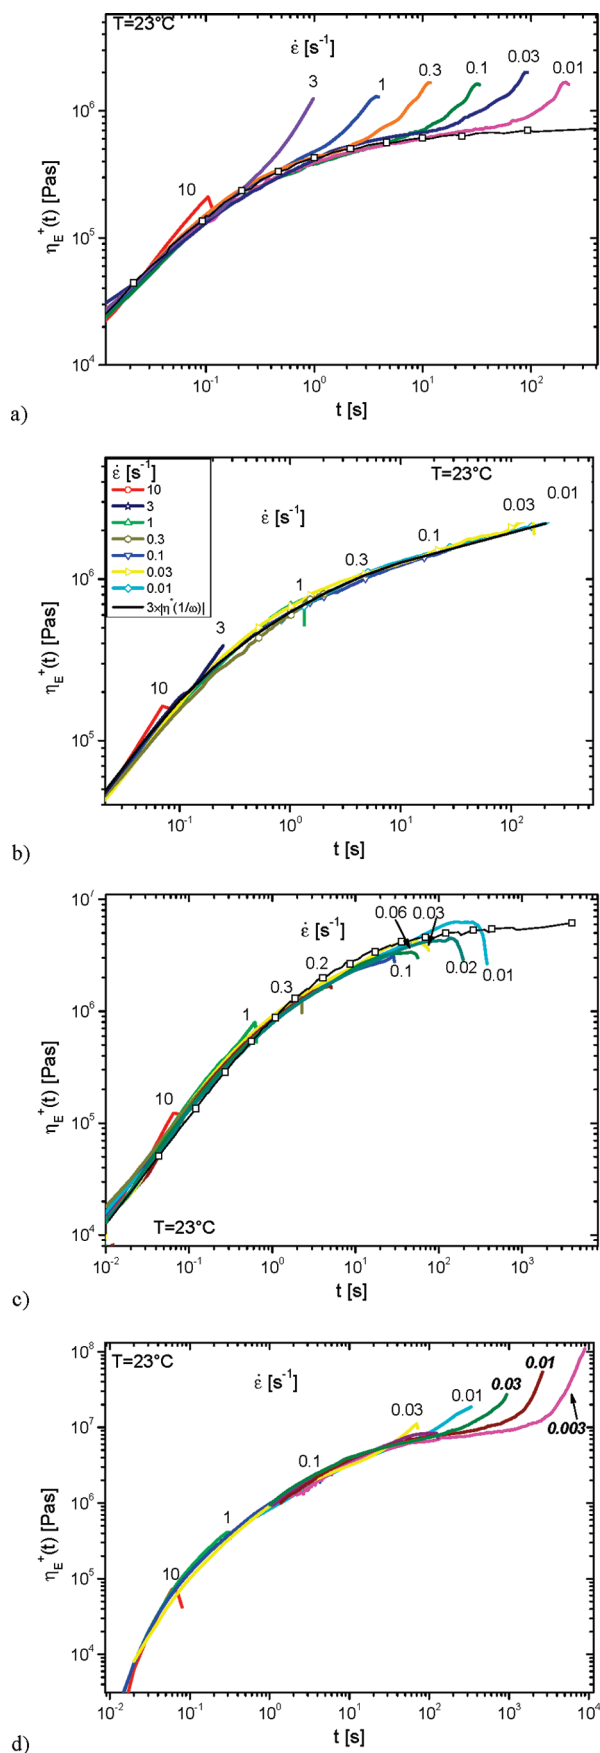 T=23°C
ε̇ [s⁻¹]
3
1
0.3
0.1
0.03
0.01
10
10⁶
10⁵
10⁴
η_E⁺(t) [Pas]
10⁻¹ 10⁰ 10¹ 10²
t [s]
a)
ε̇ [s⁻¹]
10
3
1
0.3
0.1
0.03
0.01
3×|η*(1/ω)|
T=23°C
ε̇ [s⁻¹]
0.01
0.03
0.1
0.3
1
3
10
10⁶
10⁵
η_E⁺(t) [Pas]
10⁻¹ 10⁰ 10¹ 10²
t [s]
b)
10⁷
ε̇ [s⁻¹]
0.06
0.03
0.2
0.1
0.02
0.01
0.3
1
10
10⁶
10⁵
10⁴
η_E⁺(t) [Pas]
T=23°C
10⁻² 10⁻¹ 10⁰ 10¹ 10² 10³
t [s]
c)
10⁸
T=23°C
ε̇ [s⁻¹]
0.01
0.03
0.01
0.03
0.003
0.1
1
10
10⁷
10⁶
10⁵
10⁴
η_E⁺(t) [Pas]
10⁻² 10⁻¹ 10⁰ 10¹ 10² 10³ 10⁴
t [s]
d)